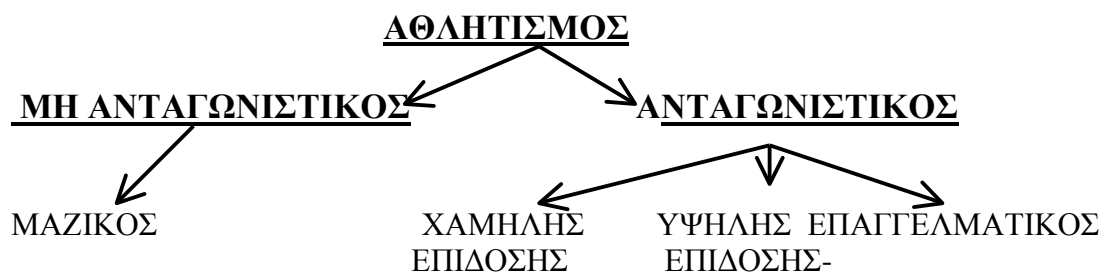 ΑΘΛΗΤΙΣΜΟΣ
ΜΗ ΑΝΤΑΓΩΝΙΣΤΙΚΟΣ ΑΝΤΑΓΩΝΙΣΤΙΚΟΣ
ΜΑΖΙΚΟΣ ΧΑΜΗΛΗΣ ΥΨΗΛΗΣ ΕΠΑΓΓΕΛΜΑΤΙΚΟΣ
ΕΠΙΔΟΣΗΣ ΕΠΙΔΟΣΗΣ-